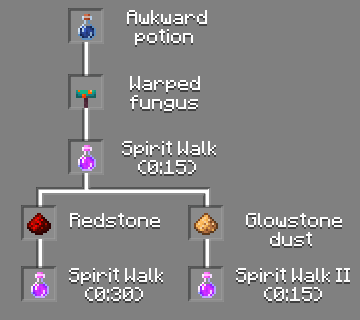 Awkward
potion
Warped
fungus
Spirit Walk
(0:15)
Redstone
Glowstone
dust
Spirit Walk
(0:30)
Spirit Walk II
(0:15)